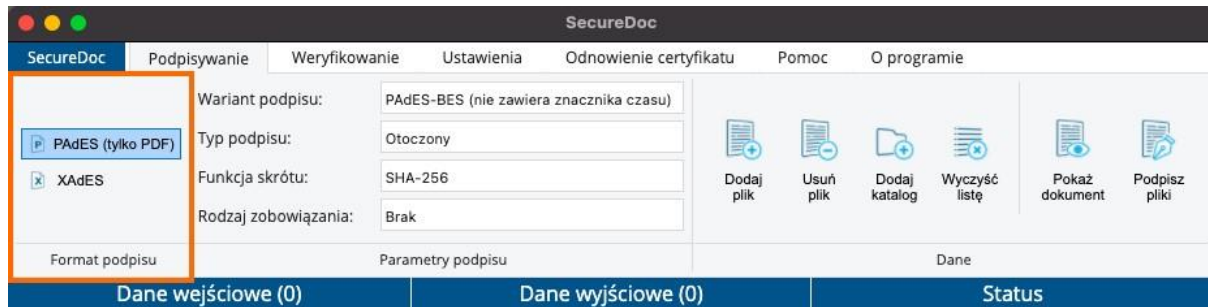 SecureDoc
SecureDoc Podpisywanie Weryfikowanie Ustawienia Odnowienie certyfikatu Pomoc O programie
PAdES (tylko PDF)
XAdES
Format podpisu
Wariant podpisu: PAdES-BES (nie zawiera znacznika czasu)
Typ podpisu: Otoczony
Funkcja skrótu: SHA-256
Rodzaj zobowiązania: Brak
Parametry podpisu
Dodaj
plik
Usuń
plik
Dodaj
katalog
Wyczyść
listę
Pokaż
dokument
Podpisz
pliki
Dane
Dane wejściowe (0) Dane wyjściowe (0) Status